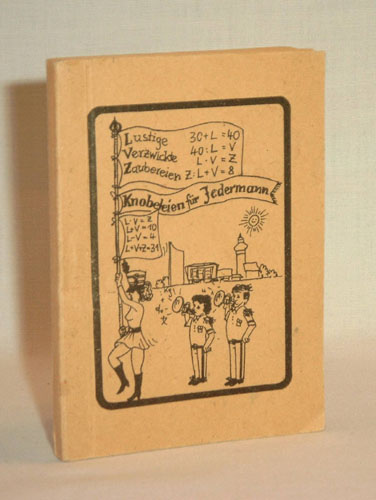 Lustige 30+L=40
Verzwickte 40:L=V
Zaubereien L·V=Z
Z:L+V=8
Knobeleien für Jedermann
L·V=Z
L+V=10
L-V=4
L+V+Z=31